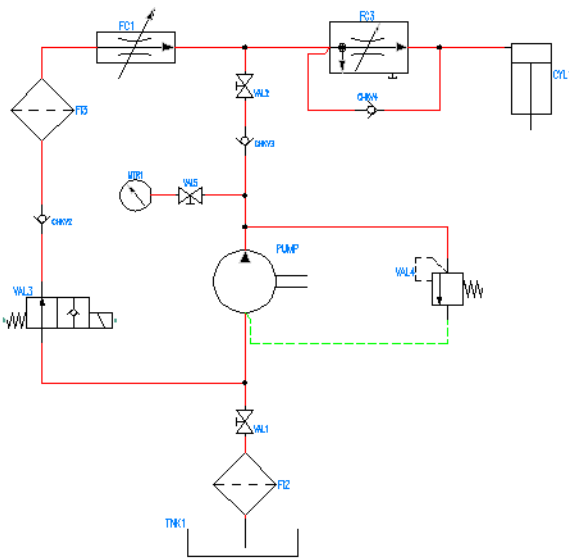 FC1
FC3
VAL2
CYL
FI3
CHKV4
CHKV3
MTR1
VAL5
CHKV2
PUMP
VAL4
VAL3
VAL1
FI2
TNK1